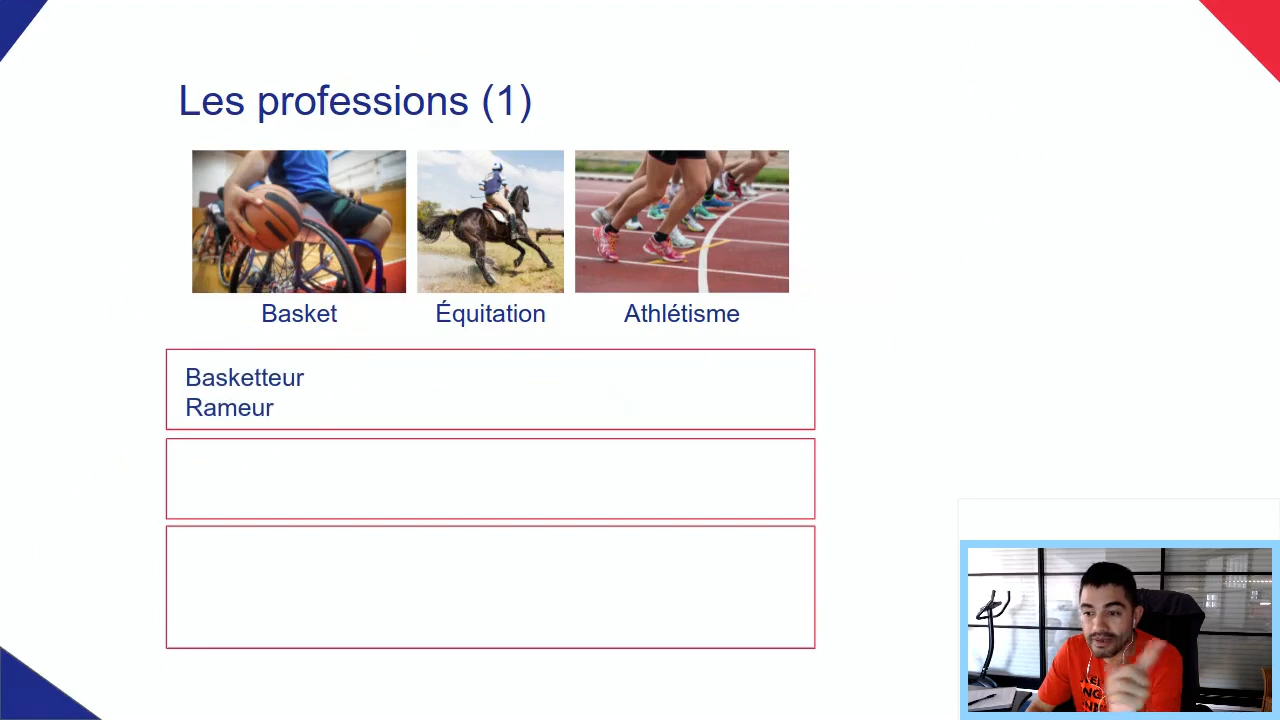 Les professions (1)
Basket
Équitation
Athlétisme
Basketteur
Rameur